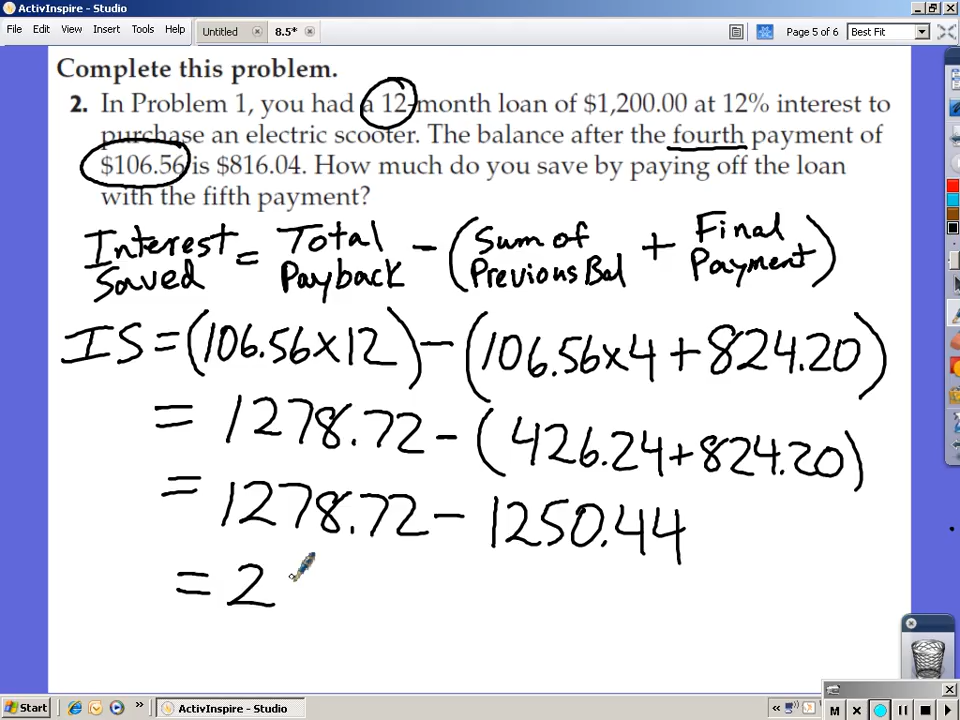 ActivInspire - Studio
File Edit View Insert Tools Help Untitled 8.5* Page 5 of 6 Best Fit
Complete this problem.
2. In Problem 1, you had a 12-month loan of $1,200.00 at 12% interest to
purchase an electric scooter. The balance after the fourth payment of
$106.56 is $816.04. How much do you save by paying off the loan
with the fifth payment?
Interest Saved = Total Payback - (Sum of Previous Bal + Final Payment)
IS = (106.56x12) - (106.56x4 + 824.20)
= 1278.72 - (426.24+824.20)
= 1278.72 - 1250.44
= 2
Start » ActivInspire - Studio «
M